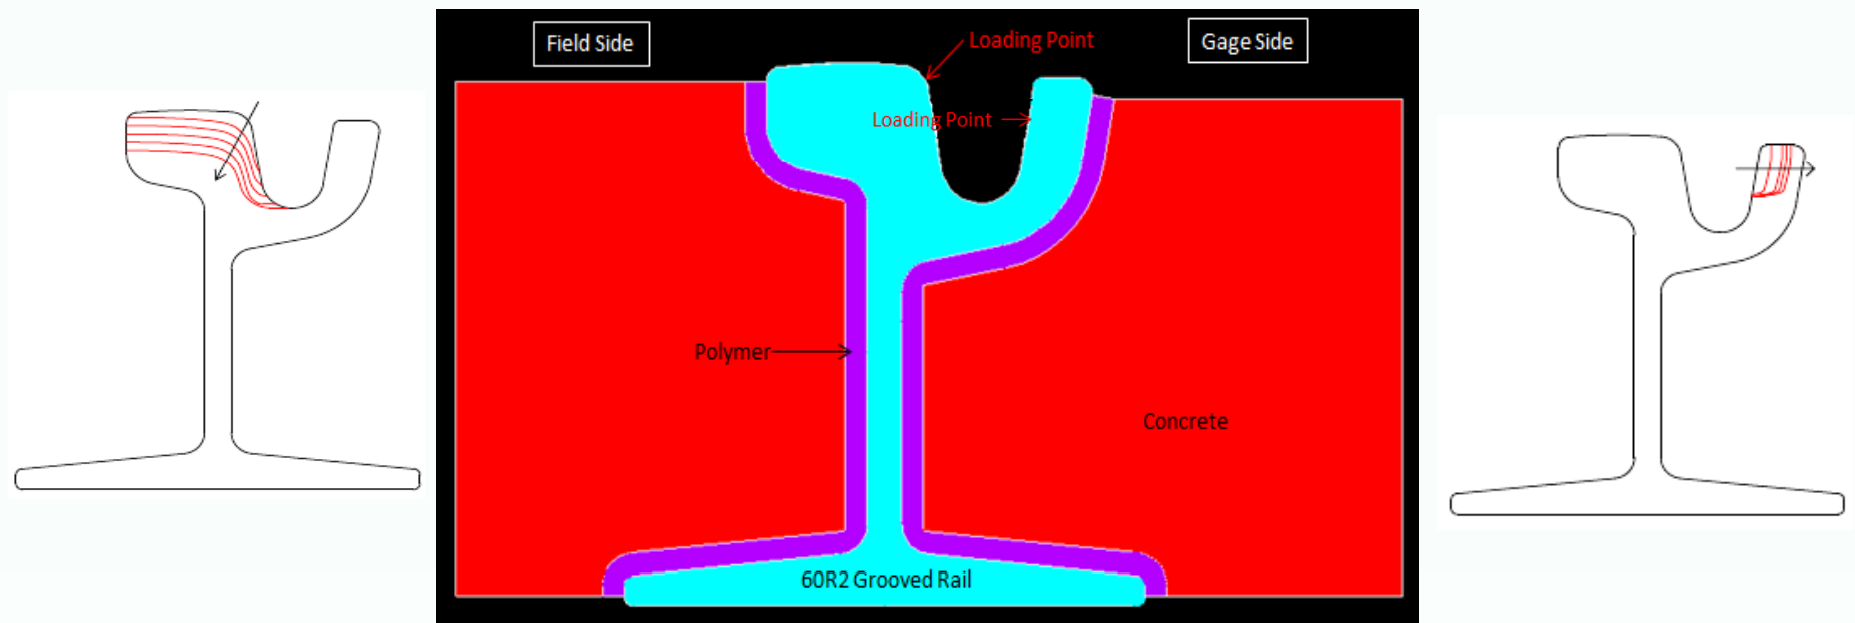 Field Side
Loading Point
Gage Side
Loading Point
Polymer
Concrete
60R2 Grooved Rail